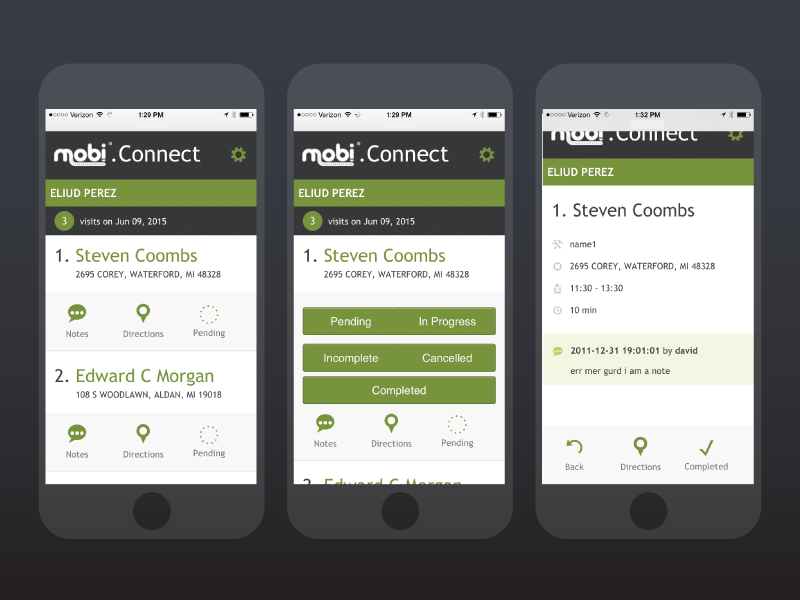 Verizon 1:29 PM
mobi®.Connect
ELIUD PEREZ
3 visits on Jun 09, 2015
1. Steven Coombs
2695 COREY, WATERFORD, MI 48328
Notes Directions Pending
2. Edward C Morgan
108 S WOODLAWN, ALDAN, MI 19018
Notes Directions Pending
Verizon 1:29 PM
mobi®.Connect
ELIUD PEREZ
3 visits on Jun 09, 2015
1. Steven Coombs
2695 COREY, WATERFORD, MI 48328
Pending In Progress
Incomplete Cancelled
Completed
Notes Directions Pending
2. Edward C Morgan
Verizon 1:32 PM
mobi.Connect
ELIUD PEREZ
1. Steven Coombs
name1
2695 COREY, WATERFORD, MI 48328
11:30 - 13:30
10 min
2011-12-31 19:01:01 by david
err mer gurd i am a note
Back Directions Completed